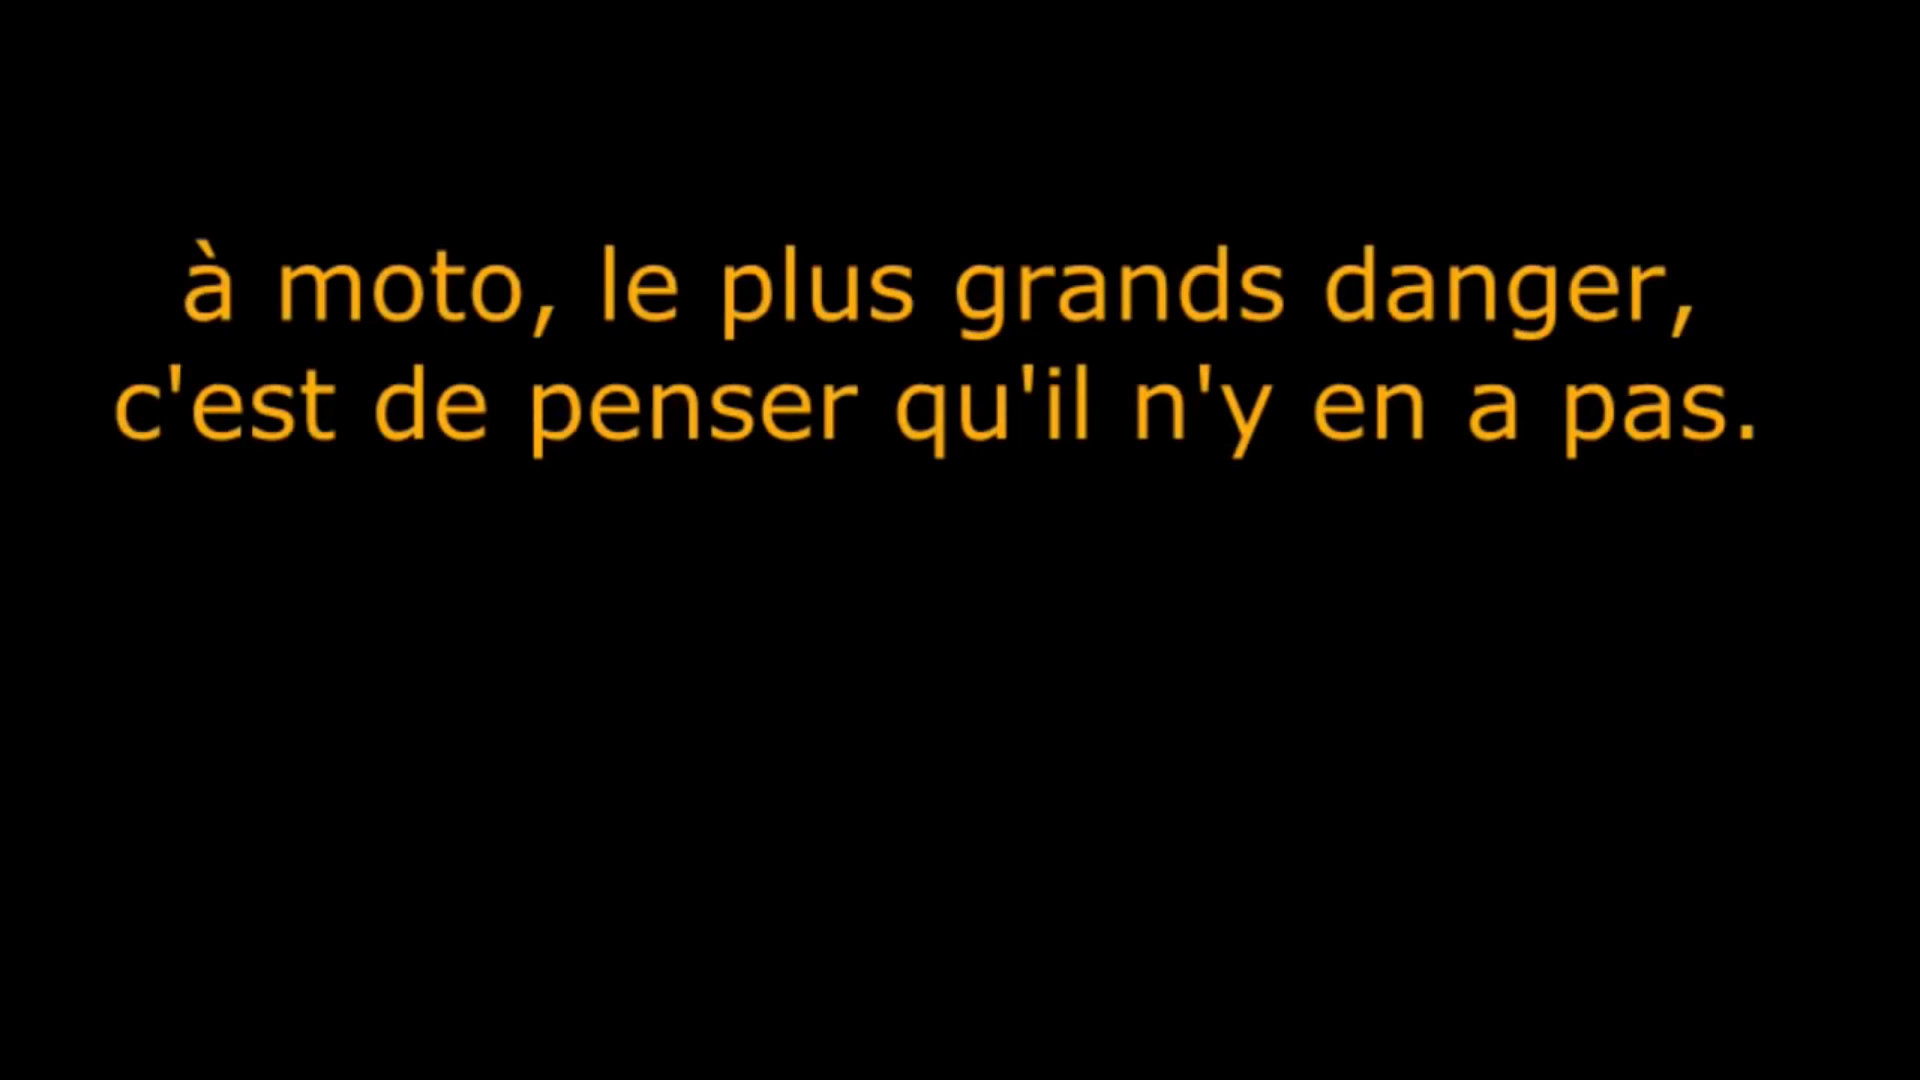 à moto, le plus grands danger,
c'est de penser qu'il n'y en a pas.